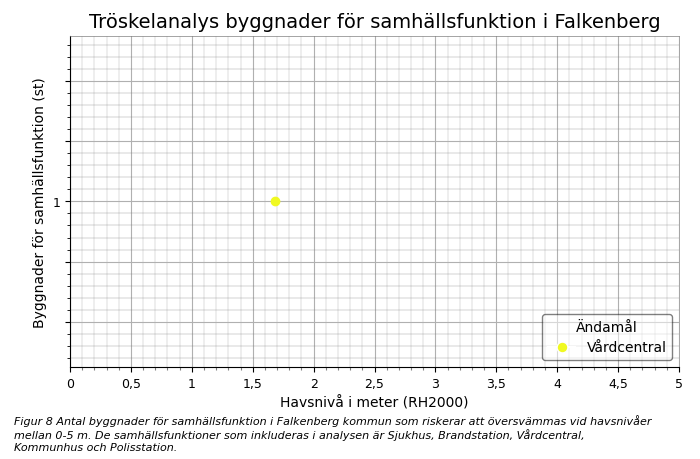 Tröskelanalys byggnader för samhällsfunktion i Falkenberg
Byggnader för samhällsfunktion (st)
1
Ändamål
Vårdcentral
0 0,5 1 1,5 2 2,5 3 3,5 4 4,5 5
Havsnivå i meter (RH2000)
Figur 8 Antal byggnader för samhällsfunktion i Falkenberg kommun som riskerar att översvämmas vid havsnivåer
mellan 0-5 m. De samhällsfunktioner som inkluderas i analysen är Sjukhus, Brandstation, Vårdcentral,
Kommunhus och Polisstation.